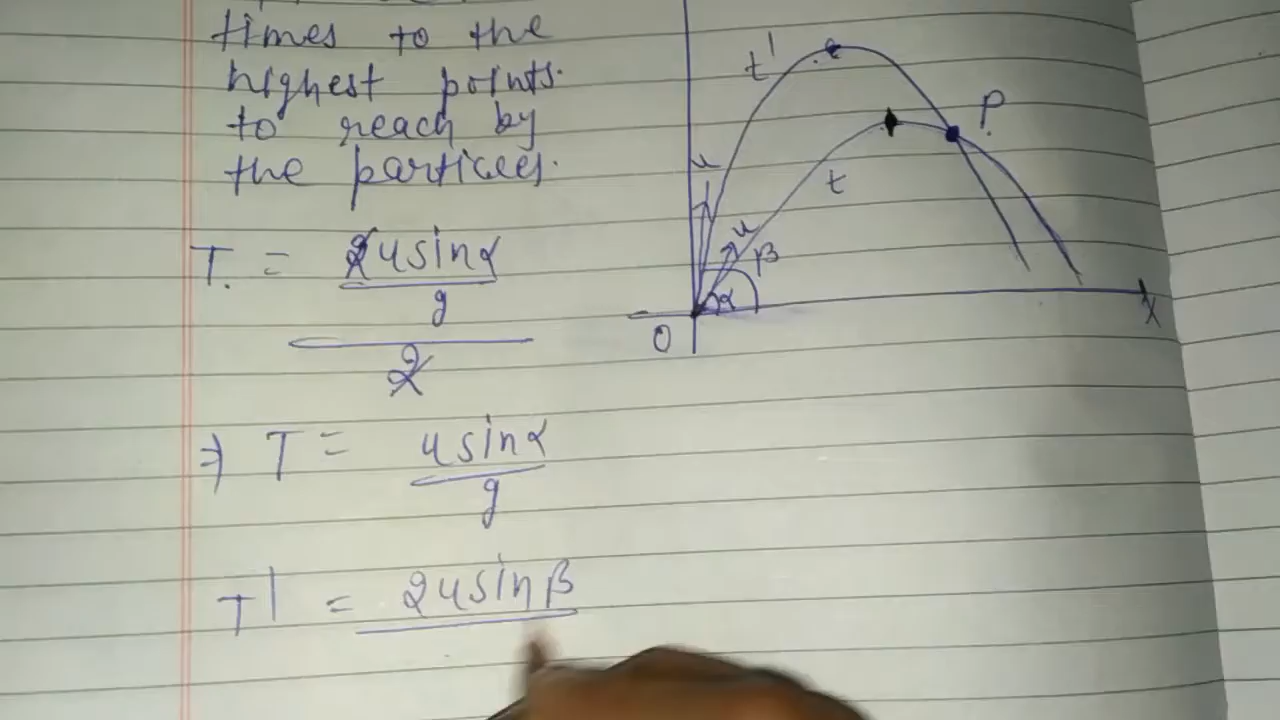 times to the
highest points.
to reach by
the particles.
T. = 2usinα
g
2
⇒ T = usinα
g
T' = 2usinβ
t'
P
u
t
u
β
α
O
X